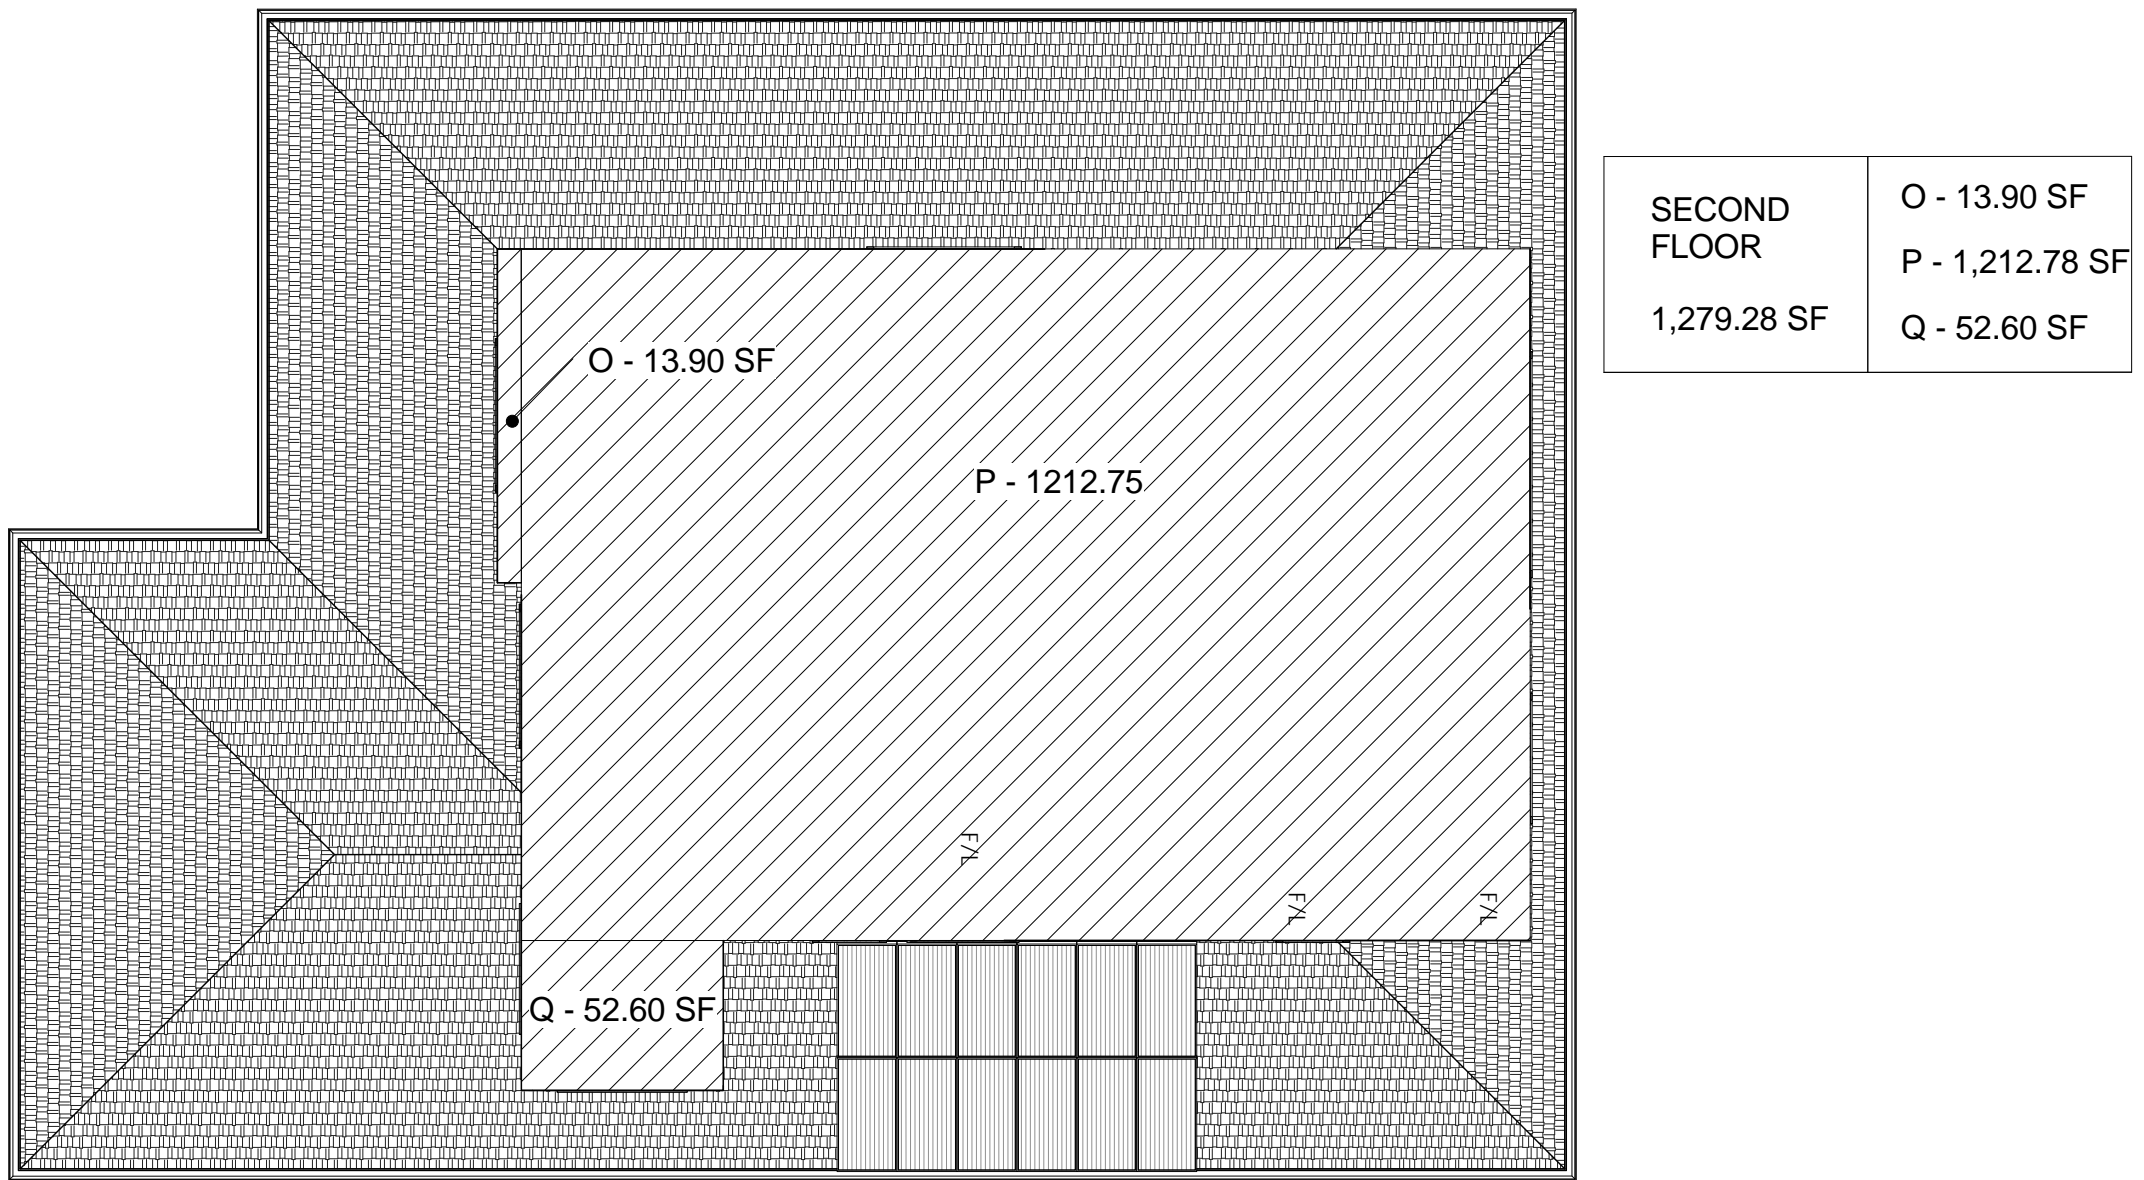 SECOND
FLOOR
1,279.28 SF
O - 13.90 SF
P - 1,212.78 SF
Q - 52.60 SF
O - 13.90 SF
P - 1212.75
F/L
F/L
F/L
Q - 52.60 SF